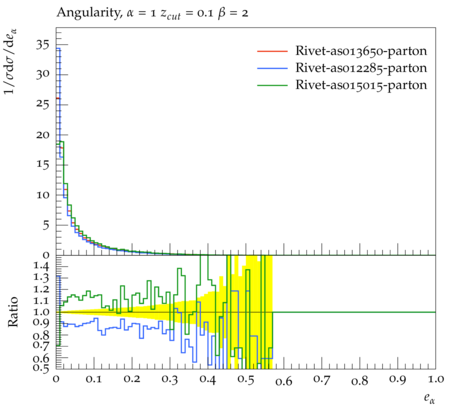 Angularity, α = 1 z_cut = 0.1 β = 2
1/σdσ/de_α
35
30
25
20
15
10
5
0
Rivet-as013650-parton
Rivet-as012285-parton
Rivet-as015015-parton
Ratio
1.4
1.3
1.2
1.1
1.0
0.9
0.8
0.7
0.6
0.5
0 0.1 0.2 0.3 0.4 0.5 0.6 0.7 0.8 0.9 1.0
e_α